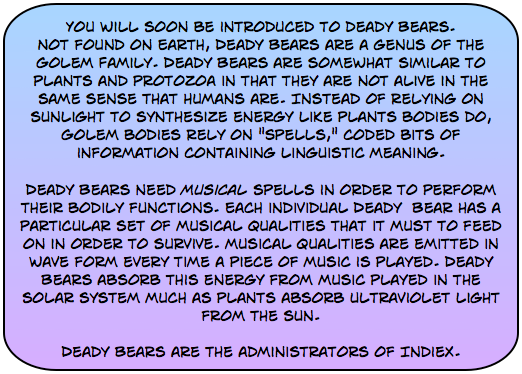 YOU WILL SOON BE INTRODUCED TO DEADY BEARS.
NOT FOUND ON EARTH, DEADY BEARS ARE A GENUS OF THE
GOLEM FAMILY. DEADY BEARS ARE SOMEWHAT SIMILAR TO
PLANTS AND PROTOZOA IN THAT THEY ARE NOT ALIVE IN THE
SAME SENSE THAT HUMANS ARE. INSTEAD OF RELYING ON
SUNLIGHT TO SYNTHESIZE ENERGY LIKE PLANTS BODIES DO,
GOLEM BODIES RELY ON "SPELLS," CODED BITS OF
INFORMATION CONTAINING LINGUISTIC MEANING.
DEADY BEARS NEED MUSICAL SPELLS IN ORDER TO PERFORM
THEIR BODILY FUNCTIONS. EACH INDIVIDUAL DEADY BEAR HAS A
PARTICULAR SET OF MUSICAL QUALITIES THAT IT MUST TO FEED
ON IN ORDER TO SURVIVE. MUSICAL QUALITIES ARE EMITTED IN
WAVE FORM EVERY TIME A PIECE OF MUSIC IS PLAYED. DEADY
BEARS ABSORB THIS ENERGY FROM MUSIC PLAYED IN THE
SOLAR SYSTEM MUCH AS PLANTS ABSORB ULTRAVIOLET LIGHT
FROM THE SUN.
DEADY BEARS ARE THE ADMINISTRATORS OF INDIEX.